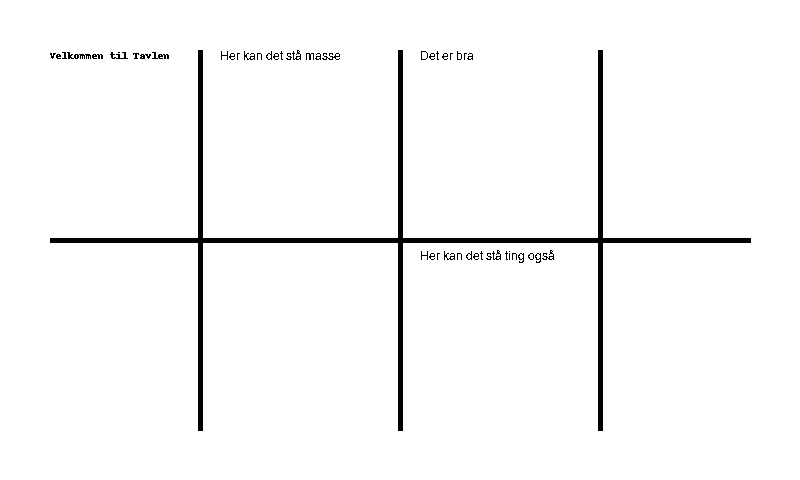 Velkommen til Tavlen
Her kan det stå masse
Det er bra
Her kan det stå ting også